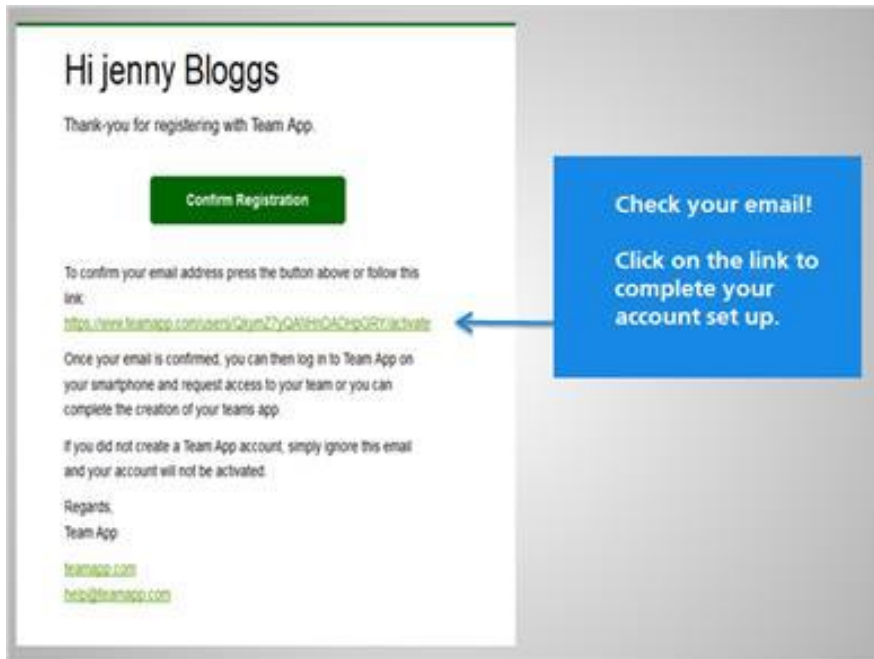 Hi jenny Bloggs
Thank-you for registering with Team App.
Confirm Registration
To confirm your email address press the button above or follow this
link:
Once your email is confirmed, you can then log in to Team App on
your smartphone and request access to your team or you can
complete the creation of your teams app.
If you did not create a Team App account, simply ignore this email
and your account will not be activated.
Regards,
Team App
teamapp.com
help@teamapp.com
Check your email!
Click on the link to
complete your
account set up.